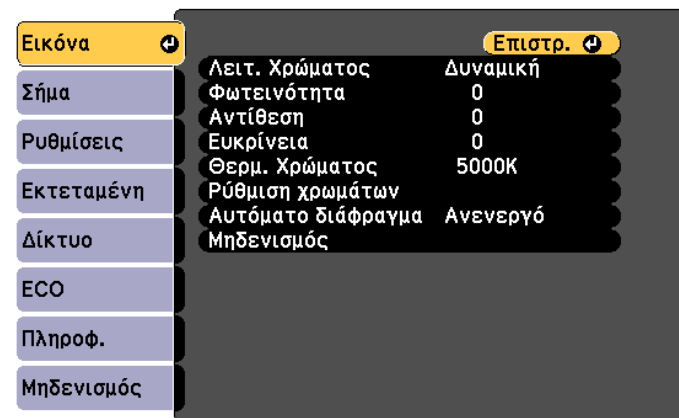 Εικόνα
Σήμα
Ρυθμίσεις
Εκτεταμένη
Δίκτυο
ECO
Πληροφ.
Μηδενισμός
Επιστρ.
Λειτ. Χρώματος Δυναμική
Φωτεινότητα 0
Αντίθεση 0
Ευκρίνεια 0
Θερμ. Χρώματος 5000K
Ρύθμιση χρωμάτων
Αυτόματο διάφραγμα Ανενεργό
Μηδενισμός